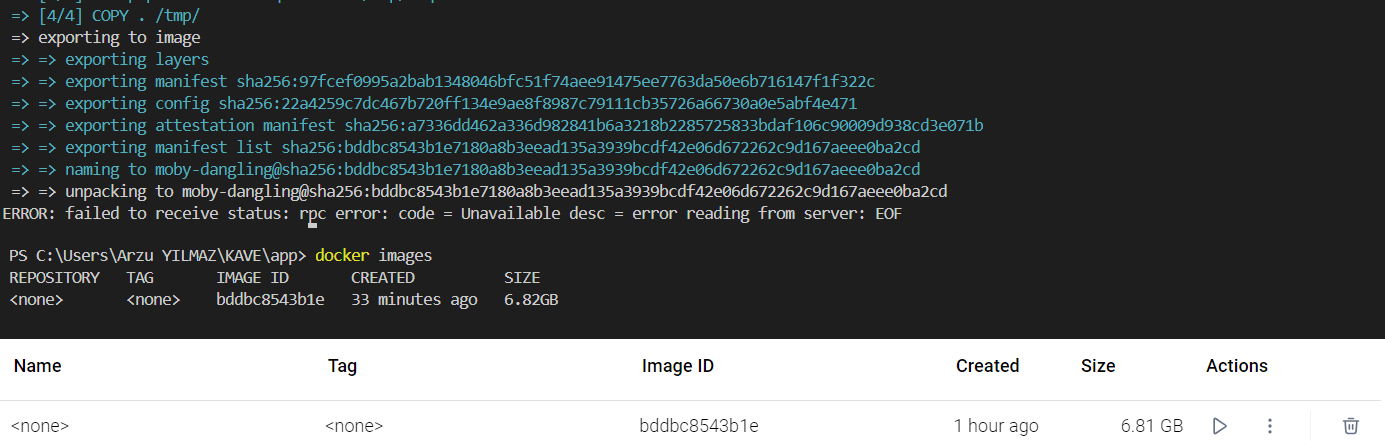 => [4/4] COPY . /tmp/
=> exporting to image
=> => exporting layers
=> => exporting manifest sha256:97fcef0995a2bab1348046bfc51f74aee91475ee7763da50e6b716147f1f322c
=> => exporting config sha256:22a4259c7dc467b720ff134e9ae8f8987c79111cb35726a66730a0e5abf4e471
=> => exporting attestation manifest sha256:a7336dd462a336d982841b6a3218b2285725833bdaf106c90009d938cd3e071b
=> => exporting manifest list sha256:bddbc8543b1e7180a8b3eead135a3939bcdf42e06d672262c9d167aeee0ba2cd
=> => naming to moby-dangling@sha256:bddbc8543b1e7180a8b3eead135a3939bcdf42e06d672262c9d167aeee0ba2cd
=> => unpacking to moby-dangling@sha256:bddbc8543b1e7180a8b3eead135a3939bcdf42e06d672262c9d167aeee0ba2cd
ERROR: failed to receive status: rpc error: code = Unavailable desc = error reading from server: EOF
PS C:\Users\Arzu YILMAZ\KAVE\app> docker images
REPOSITORY TAG IMAGE ID CREATED SIZE
<none> <none> bddbc8543b1e 33 minutes ago 6.82GB
Name Tag Image ID Created Size Actions
<none> <none> bddbc8543b1e 1 hour ago 6.81 GB